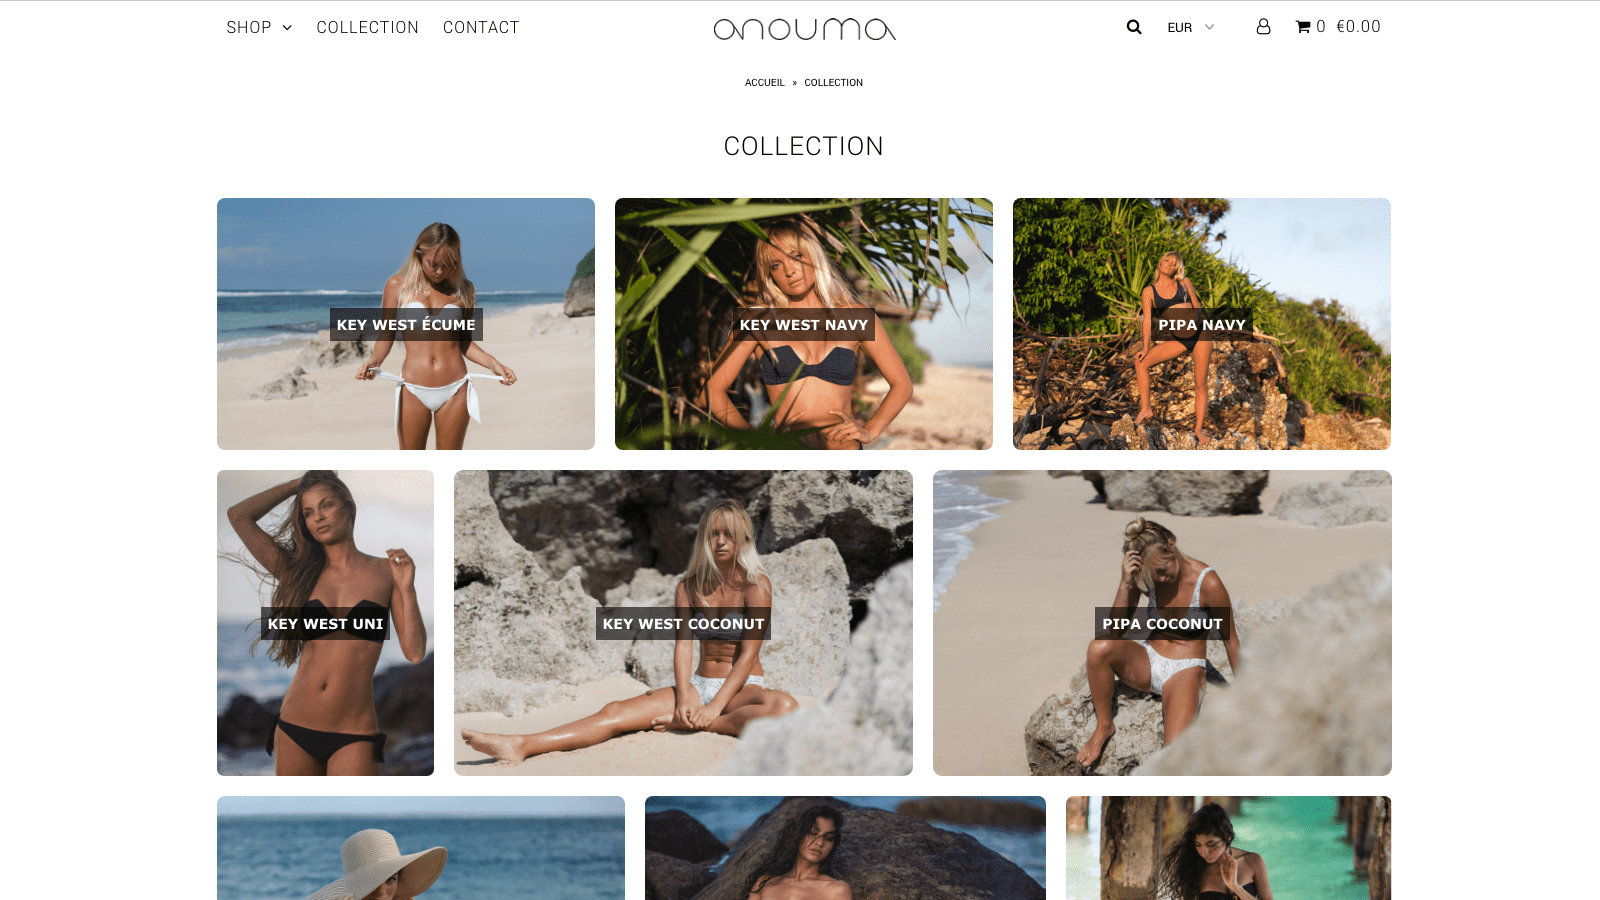 SHOP COLLECTION CONTACT
anouma
EUR
0 €0.00
ACCUEIL » COLLECTION
COLLECTION
KEY WEST ÉCUME
KEY WEST NAVY
PIPA NAVY
KEY WEST UNI
KEY WEST COCONUT
PIPA COCONUT